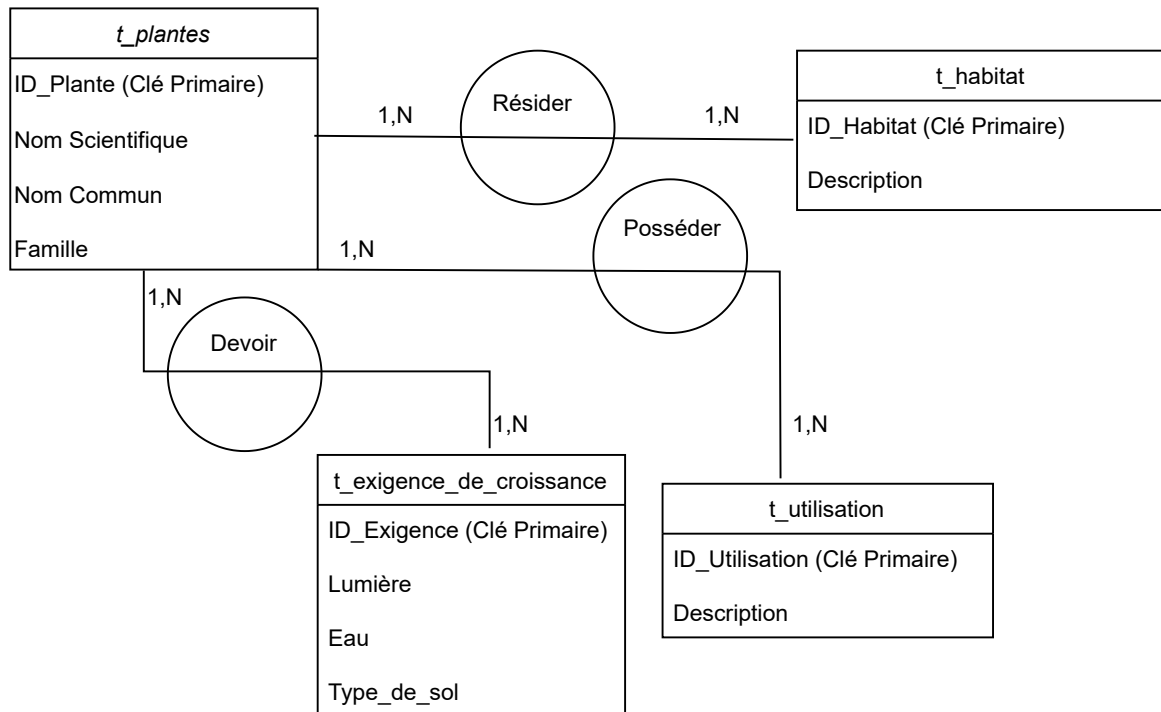 t_plantes
ID_Plante (Clé Primaire)
Nom Scientifique
Nom Commun
Famille
1,N
Résider
1,N
t_habitat
ID_Habitat (Clé Primaire)
Description
1,N
Posséder
1,N
1,N
Devoir
1,N
t_exigence_de_croissance
ID_Exigence (Clé Primaire)
Lumière
Eau
Type_de_sol
t_utilisation
ID_Utilisation (Clé Primaire)
Description